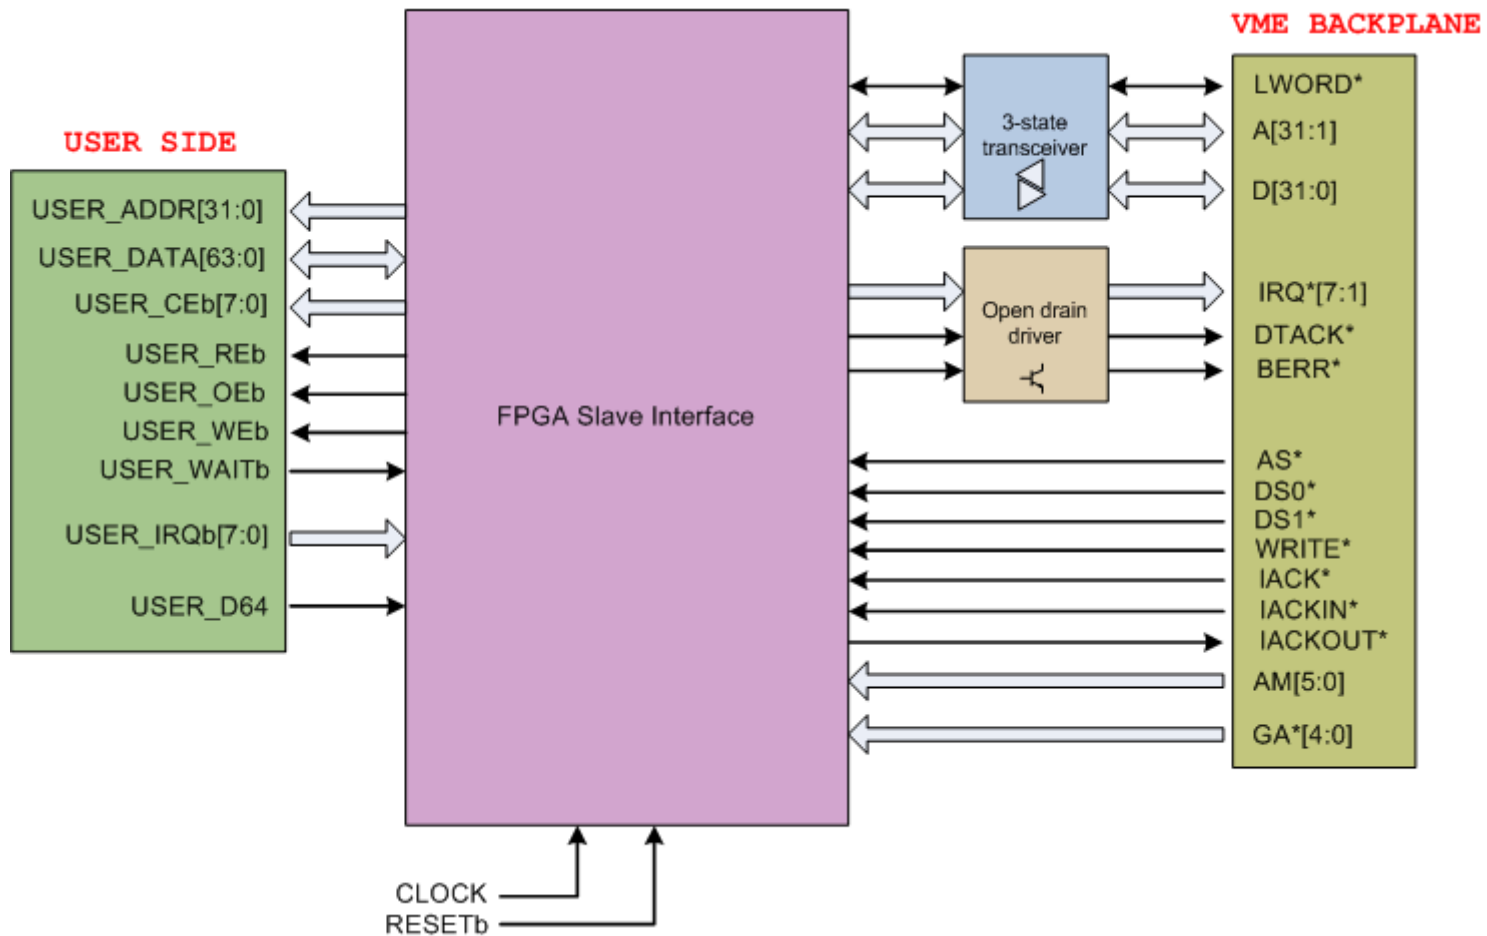 VME BACKPLANE
USER SIDE
USER_ADDR[31:0]
USER_DATA[63:0]
USER_CEb[7:0]
USER_REb
USER_OEb
USER_WEb
USER_WAITb
USER_IRQb[7:0]
USER_D64
FPGA Slave Interface
3-state
transceiver
Open drain
driver
LWORD*
A[31:1]
D[31:0]
IRQ*[7:1]
DTACK*
BERR*
AS*
DS0*
DS1*
WRITE*
IACK*
IACKIN*
IACKOUT*
AM[5:0]
GA*[4:0]
CLOCK
RESETb